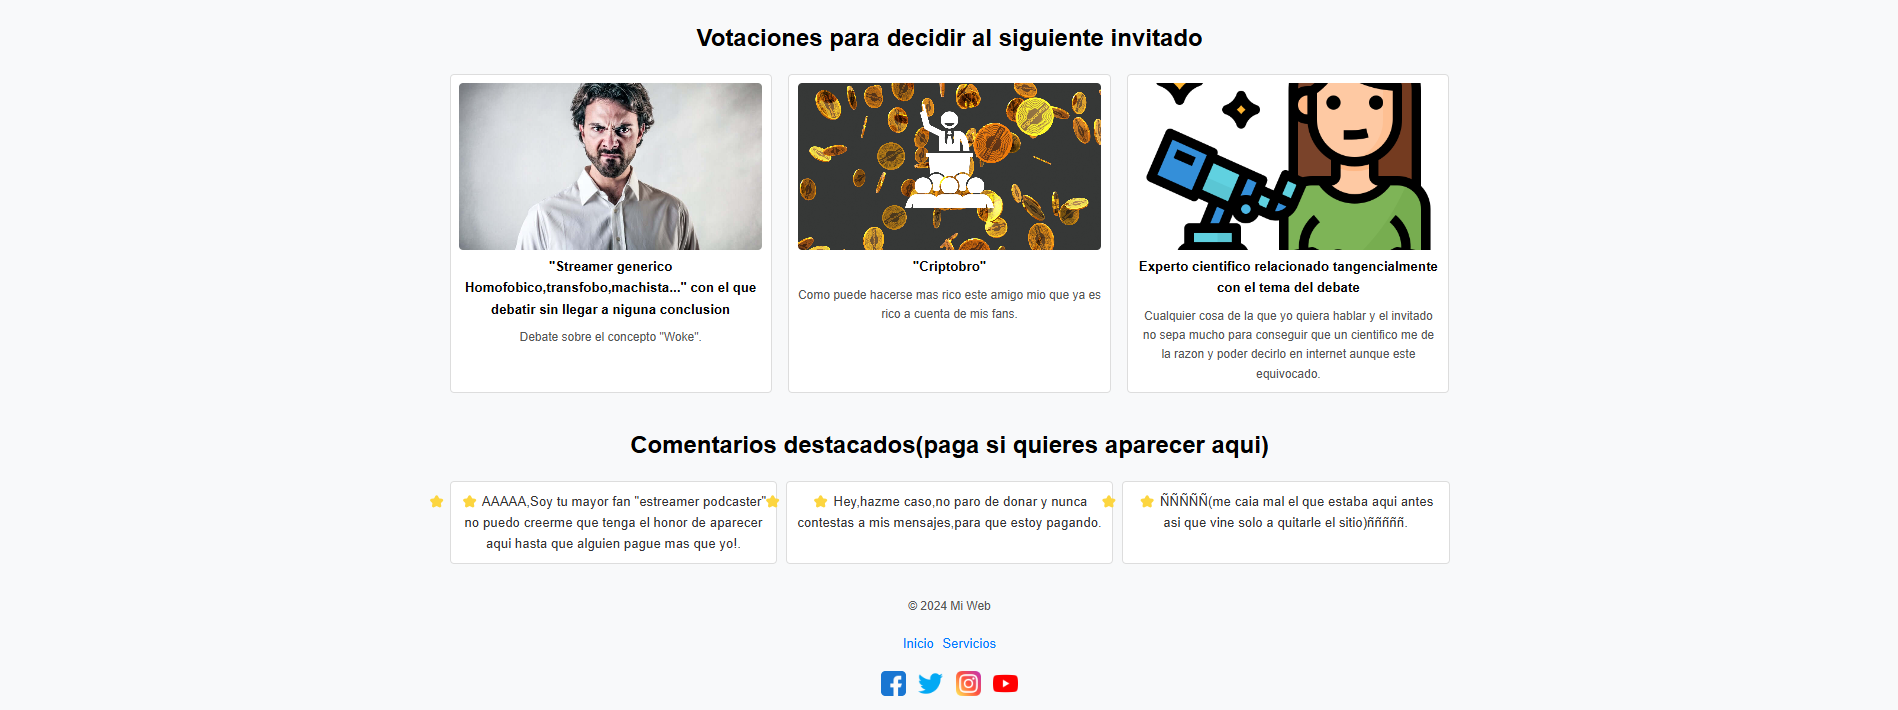 Votaciones para decidir al siguiente invitado
"Streamer generico
Homofobico,transfobo,machista..." con el que
debatir sin llegar a niguna conclusion
Debate sobre el concepto "Woke".
"Criptobro"
Como puede hacerse mas rico este amigo mio que ya es
rico a cuenta de mis fans.
Experto cientifico relacionado tangencialmente
con el tema del debate
Cualquier cosa de la que yo quiera hablar y el invitado
no sepa mucho para conseguir que un cientifico me de
la razon y poder decirlo en internet aunque este
equivocado.
Comentarios destacados(paga si quieres aparecer aqui)
AAAAA,Soy tu mayor fan "estreamer podcaster"
no puedo creerme que tenga el honor de aparecer
aqui hasta que alguien pague mas que yo!.
Hey,hazme caso,no paro de donar y nunca
contestas a mis mensajes,para que estoy pagando.
ÑÑÑÑÑ(me caia mal el que estaba aqui antes
asi que vine solo a quitarle el sitio)ñññññ.
© 2024 Mi Web
Inicio Servicios